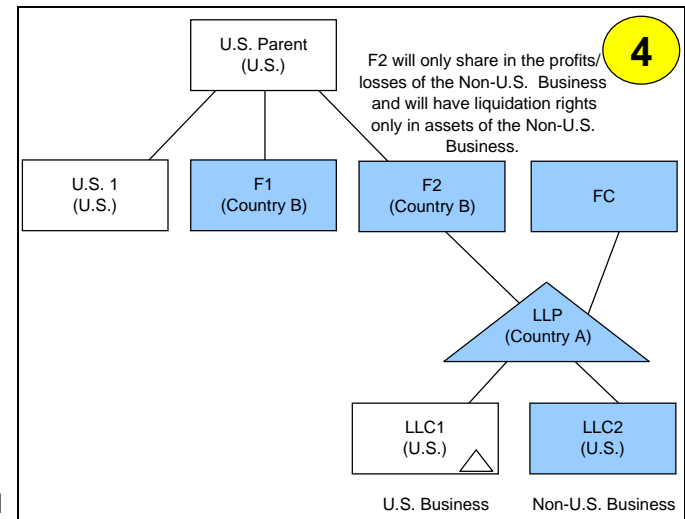 U.S. Parent
(U.S.)
F2 will only share in the profits/
losses of the Non-U.S. Business
and will have liquidation rights
only in assets of the Non-U.S.
Business.
4
U.S. 1
(U.S.)
F1
(Country B)
F2
(Country B)
FC
LLP
(Country A)
LLC1
(U.S.)
LLC2
(U.S.)
U.S. Business
Non-U.S. Business